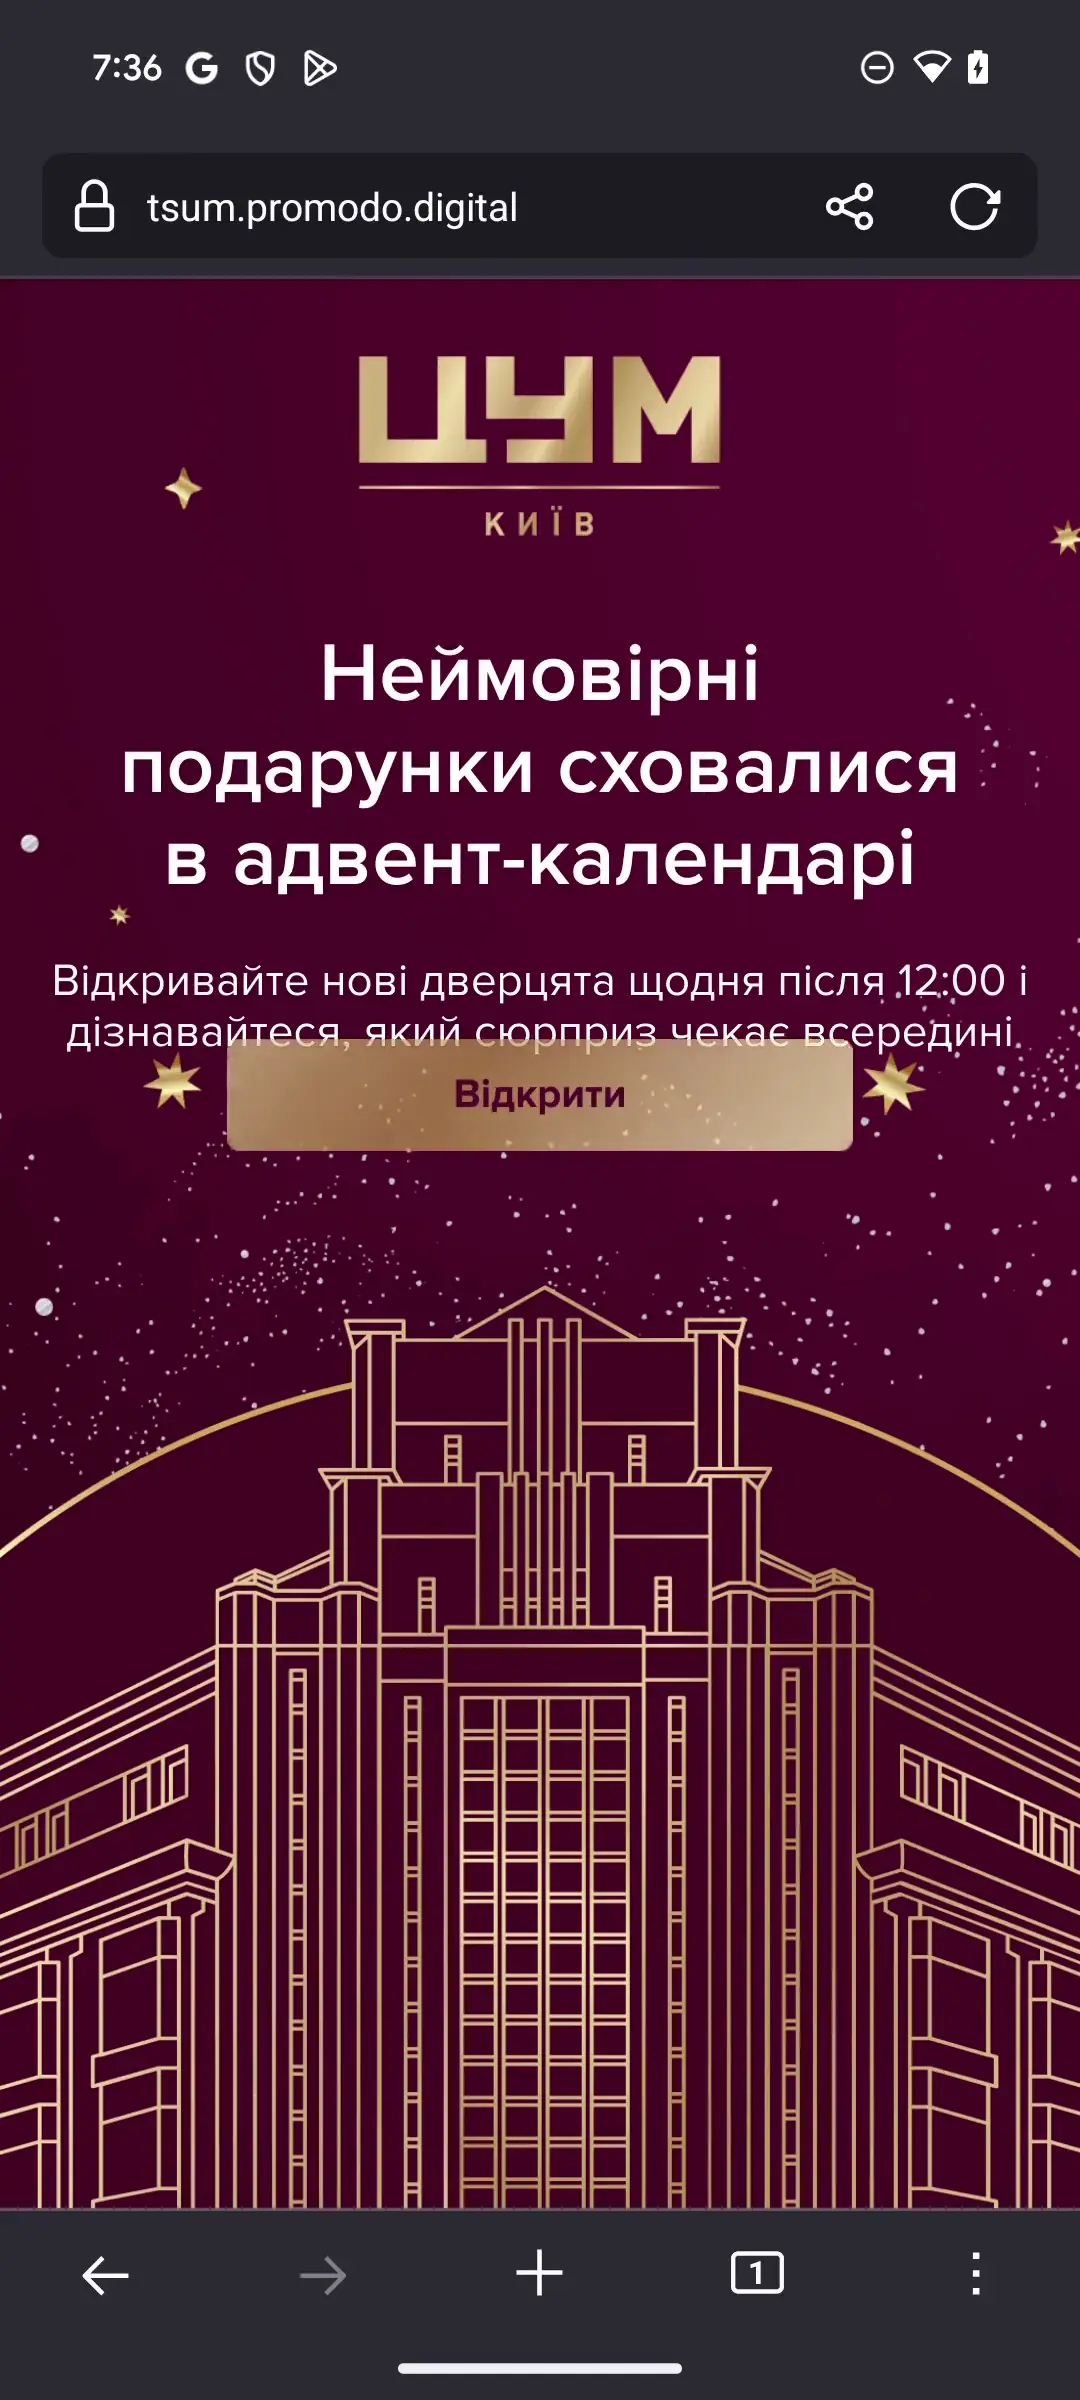 7:36
tsum.promodo.digital
ЦУМ
КИЇВ
Неймовірні
подарунки сховалися
в адвент-календарі
Відкривайте нові дверцята щодня після 12:00 і
дізнавайтеся, який сюрприз чекає всередині
Відкрити
1